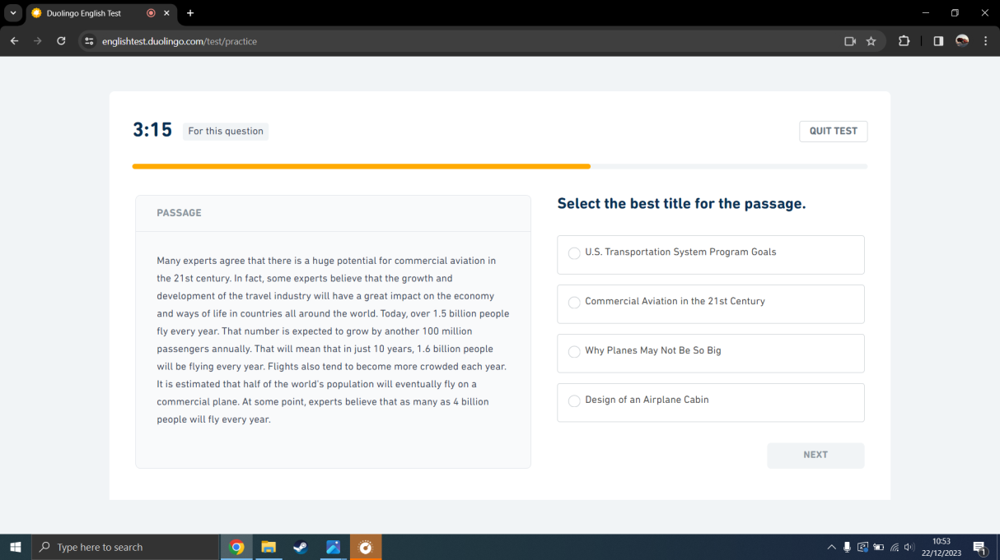 Duolingo English Test
englishtest.duolingo.com/test/practice
3:15 For this question
QUIT TEST
PASSAGE
Many experts agree that there is a huge potential for commercial aviation in
the 21st century. In fact, some experts believe that the growth and
development of the travel industry will have a great impact on the economy
and ways of life in countries all around the world. Today, over 1.5 billion people
fly every year. That number is expected to grow by another 100 million
passengers annually. That will mean that in just 10 years, 1.6 billion people
will be flying every year. Flights also tend to become more crowded each year.
It is estimated that half of the world's population will eventually fly on a
commercial plane. At some point, experts believe that as many as 4 billion
people will fly every year.
Select the best title for the passage.
U.S. Transportation System Program Goals
Commercial Aviation in the 21st Century
Why Planes May Not Be So Big
Design of an Airplane Cabin
NEXT
Type here to search
10:53
22/12/2023
1